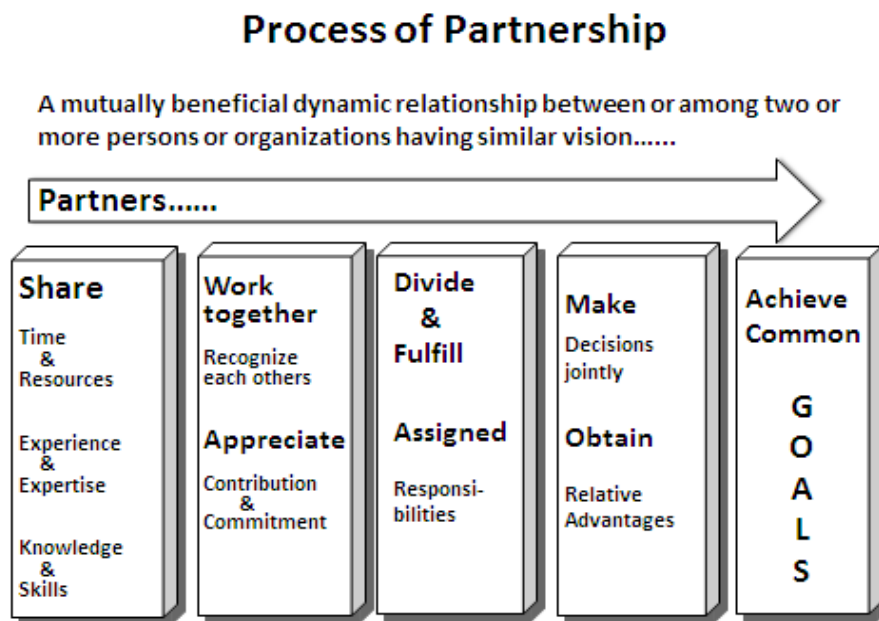 Process of Partnership
A mutually beneficial dynamic relationship between or among two or
more persons or organizations having similar vision......
Partners......
Share
Time
&
Resources
Experience
&
Expertise
Knowledge
&
Skills
Work
together
Recognize
each others
Appreciate
Contribution
&
Commitment
Divide
&
Fulfill
Assigned
Responsi-
bilities
Make
Decisions
jointly
Obtain
Relative
Advantages
Achieve
Common
G
O
A
L
S